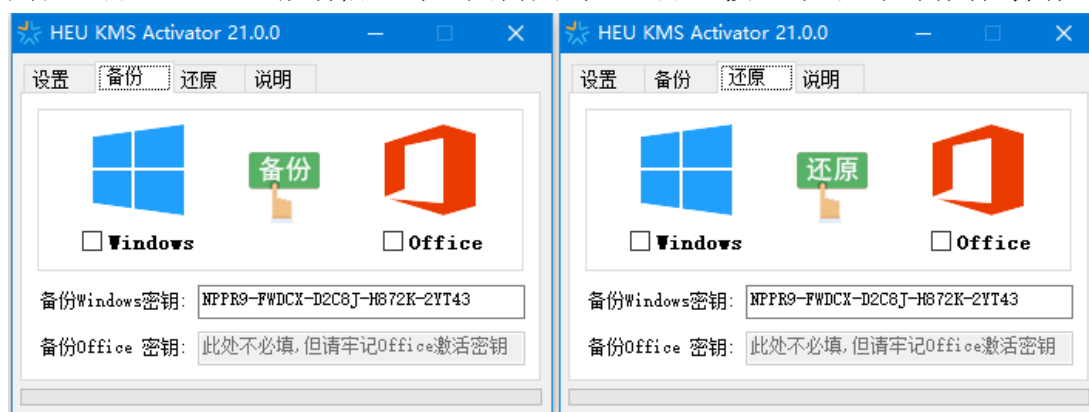 HEU KMS Activator 21.0.0
设置 备份 还原 说明
备份
Windows
Office
备份Windows密钥: NPPR9-FWDCX-D2C8J-H872K-2YT43
备份Office 密钥: 此处不必填,但请牢记Office激活密钥
HEU KMS Activator 21.0.0
设置 备份 还原 说明
还原
Windows
Office
备份Windows密钥: NPPR9-FWDCX-D2C8J-H872K-2YT43
备份Office 密钥: 此处不必填,但请牢记Office激活密钥